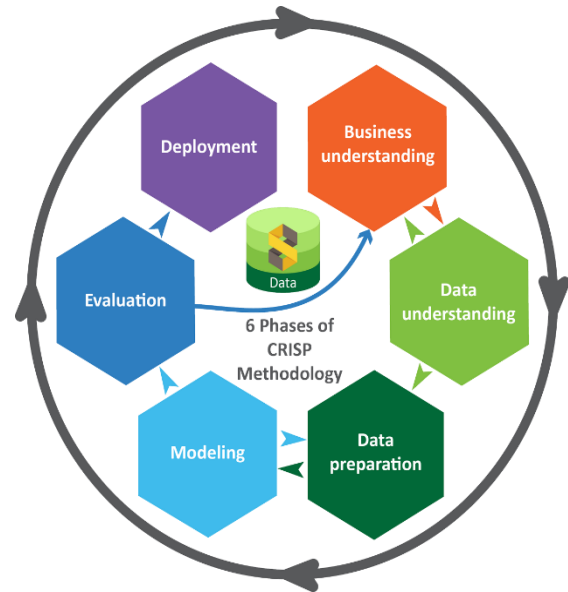 Deployment
Business
understanding
Data
Evaluation
Data
understanding
6 Phases of
CRISP
Methodology
Modeling
Data
preparation